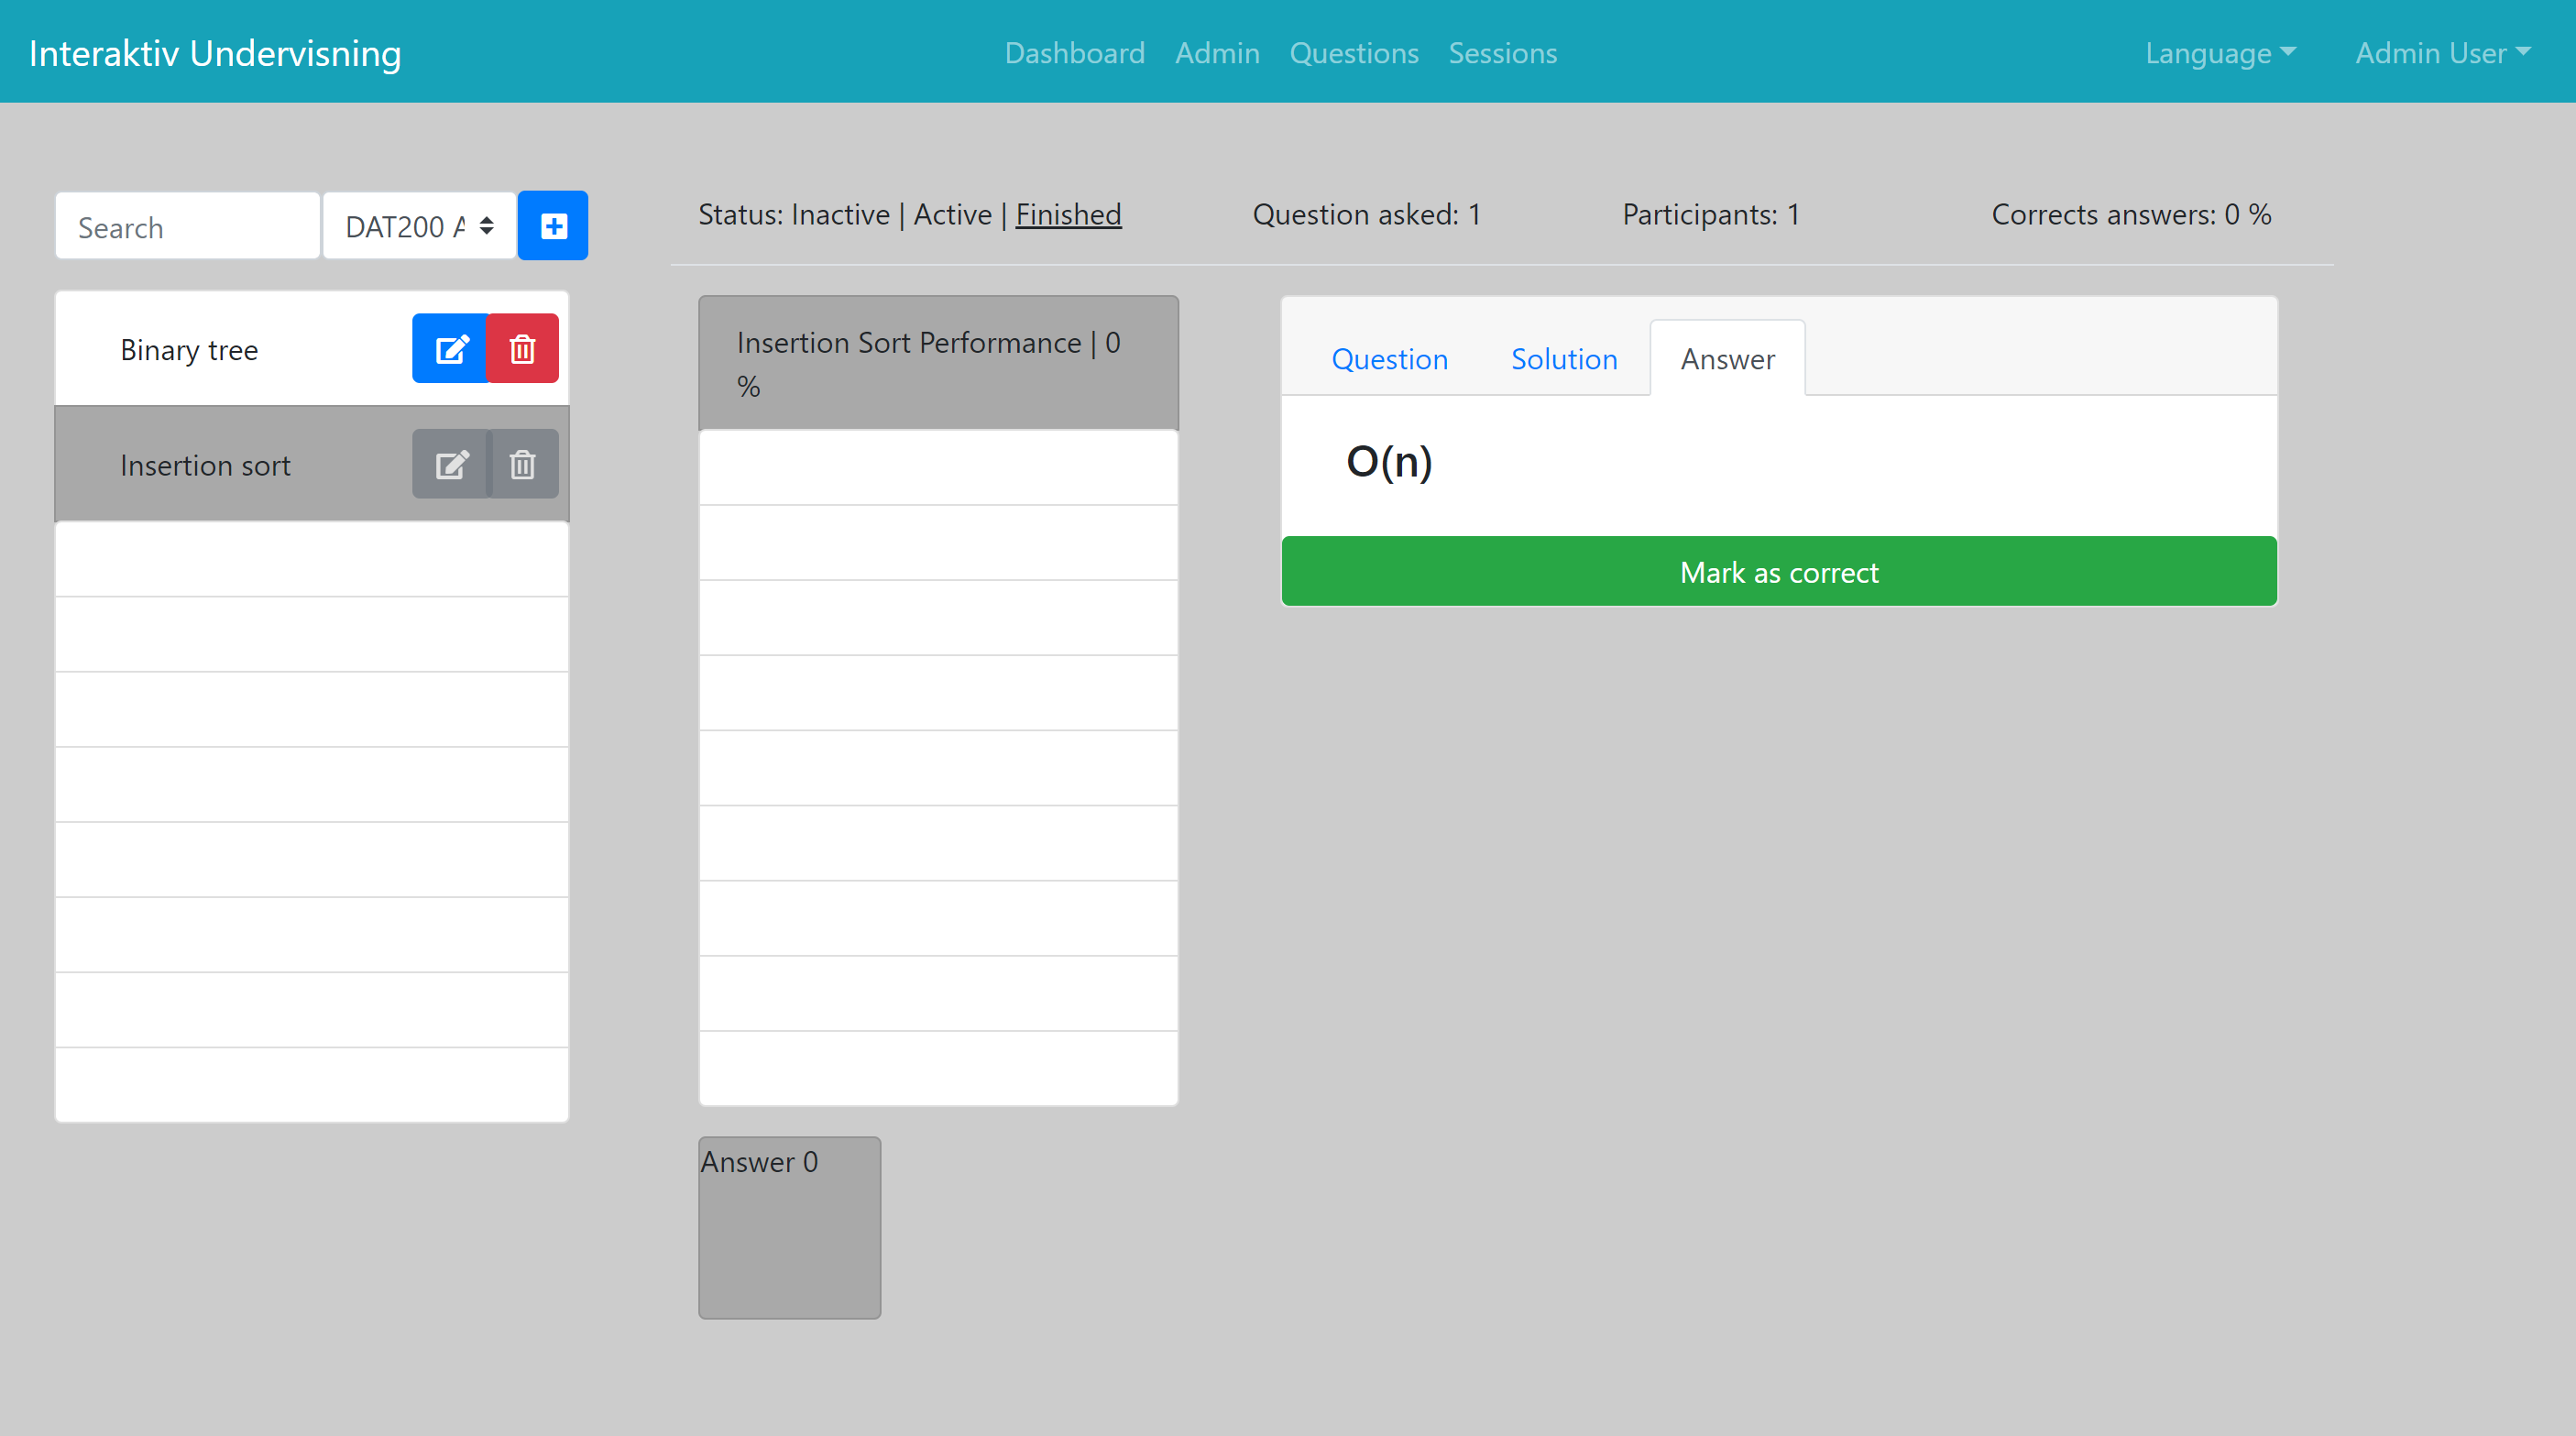 Interaktiv Undervisning
Dashboard Admin Questions Sessions
Language Admin User
Search
DAT200 A
Binary tree
Insertion sort
Status: Inactive | Active | Finished
Question asked: 1
Participants: 1
Corrects answers: 0 %
Insertion Sort Performance | 0
%
Answer 0
Question Solution Answer
O(n)
Mark as correct